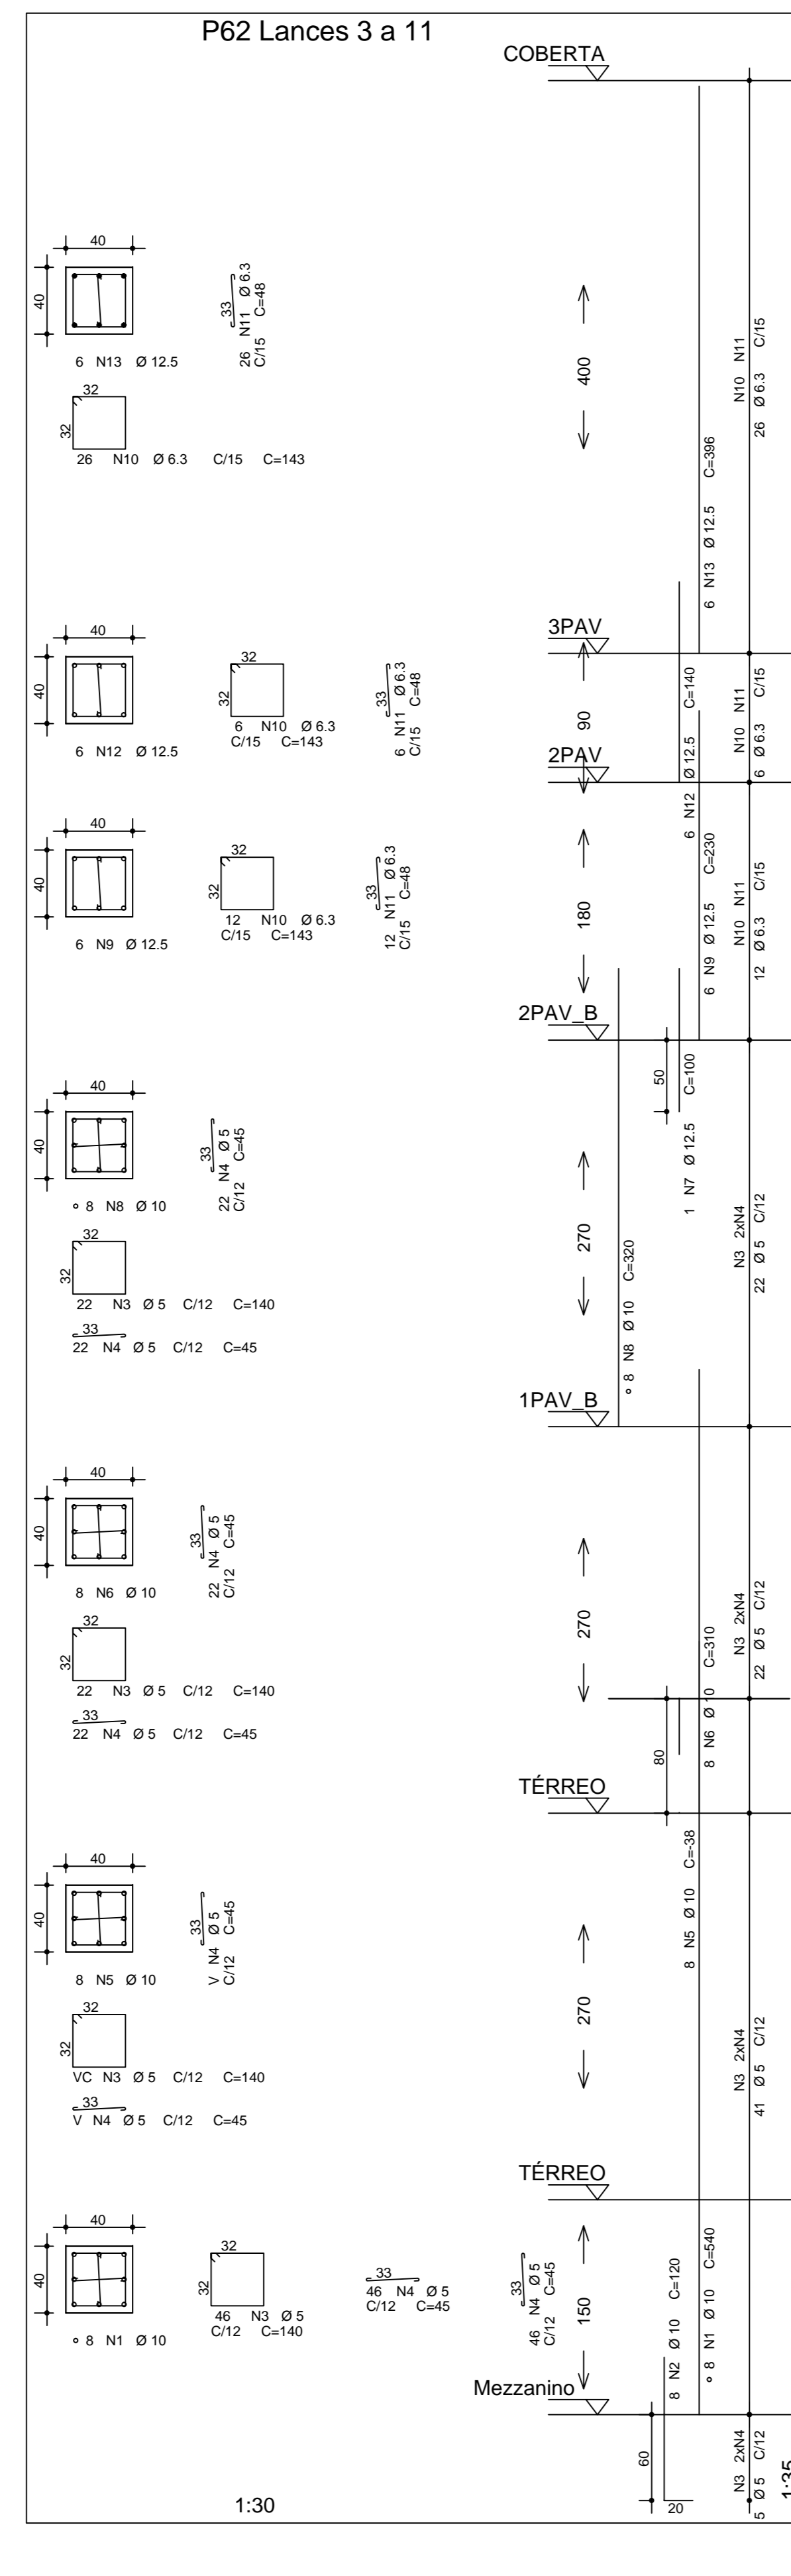 P62 Lances 3 a 11
COBERTA
40
40
6 N13 Ø 12.5
33
26 N11 Ø 6.3
C/15 C=48
32
32
26 N10 Ø 6.3 C/15 C=143
400
6 N13 Ø 12.5 C=396
N10 N11
26 Ø 6.3 C/15
3PAV
40
40
6 N12 Ø 12.5
32
32
6 N10 Ø 6.3
C/15 C=143
33
6 N11 Ø 6.3
C/15 C=48
90
6 N12 Ø 12.5 C=140
N10 N11
6 Ø 6.3 C/15
2PAV
40
40
6 N9 Ø 12.5
32
32
12 N10 Ø 6.3
C/15 C=143
33
12 N11 Ø 6.3
C/15 C=48
180
6 N9 Ø 12.5 C=230
N10 N11
12 Ø 6.3 C/15
2PAV_B
50
1 N7 Ø 12.5 C=100
40
40
8 N8 Ø 10
33
22 N4 Ø 5
C/12 C=45
32
32
22 N3 Ø 5 C/12 C=140
33
22 N4 Ø 5 C/12 C=45
270
8 N8 Ø 10 C=320
N3 2xN4
22 Ø 5 C/12
1PAV_B
40
40
8 N6 Ø 10
33
22 N4 Ø 5
C/12 C=45
32
32
22 N3 Ø 5 C/12 C=140
33
22 N4 Ø 5 C/12 C=45
270
8 N6 Ø 10 C=310
N3 2xN4
22 Ø 5 C/12
80
TÉRREO
40
40
8 N5 Ø 10
33
V N4 Ø 5
C/12 C=45
32
32
VC N3 Ø 5 C/12 C=140
33
V N4 Ø 5 C/12 C=45
270
8 N5 Ø 10 C=-38
N3 2xN4
41 Ø 5 C/12
TÉRREO
40
40
8 N1 Ø 10
32
32
46 N3 Ø 5
C/12 C=140
33
46 N4 Ø 5
C/12 C=45
33
46 N4 Ø 5
C/12 C=45
150
8 N2 Ø 10 C=120
8 N1 Ø 10 C=540
Mezzanino
60
20
N3 2xN4
5 Ø 5 C/12
1:30
1:35